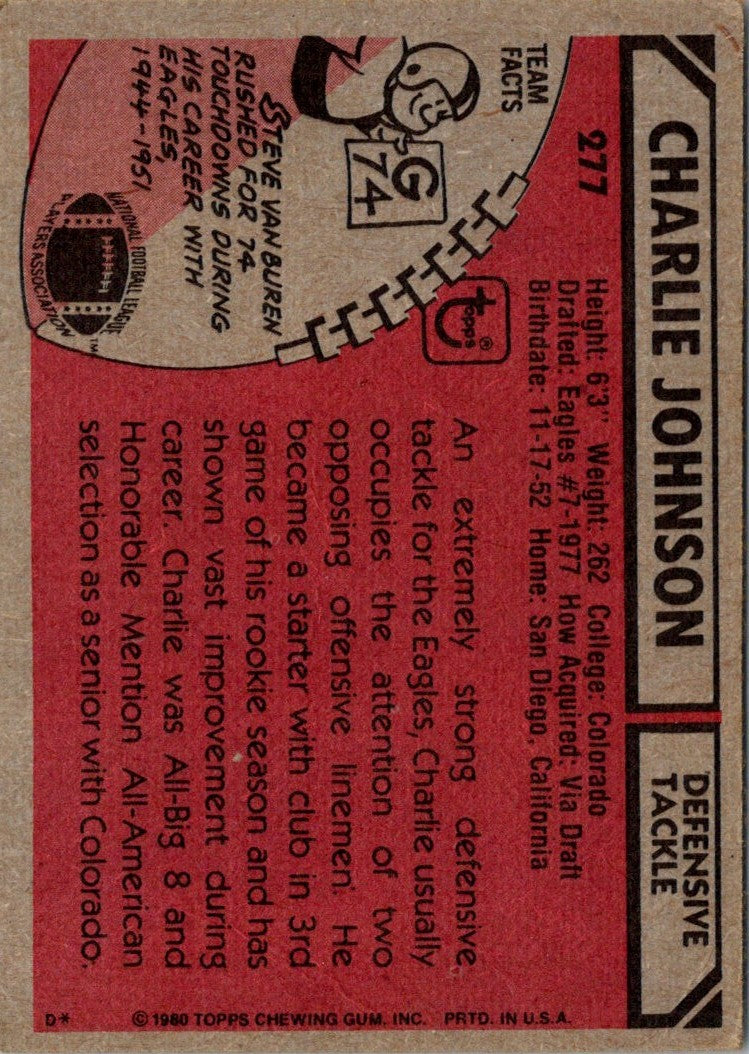 CHARLIE JOHNSON
DEFENSIVE
TACKLE
277
Height: 6'3" Weight: 262 College: Colorado
Drafted: Eagles #7-1977 How Acquired: Via Draft
Birthdate: 11-17-52 Home: San Diego, California
TEAM
FACTS
G
74
STEVE VAN BUREN
RUSHED FOR 74
TOUCHDOWNS DURING
HIS CAREER WITH
EAGLES,
1944-1951
topps®
NATIONAL FOOTBALL LEAGUE
PLAYERS ASSOCIATION™
An extremely strong defensive
tackle for the Eagles, Charlie usually
occupies the attention of two
opposing offensive linemen. He
became a starter with club in 3rd
game of his rookie season and has
shown vast improvement during
career. Charlie was All-Big 8 and
Honorable Mention All-American
selection as a senior with Colorado.
D* © 1980 TOPPS CHEWING GUM. INC. PRTD. IN U.S.A.